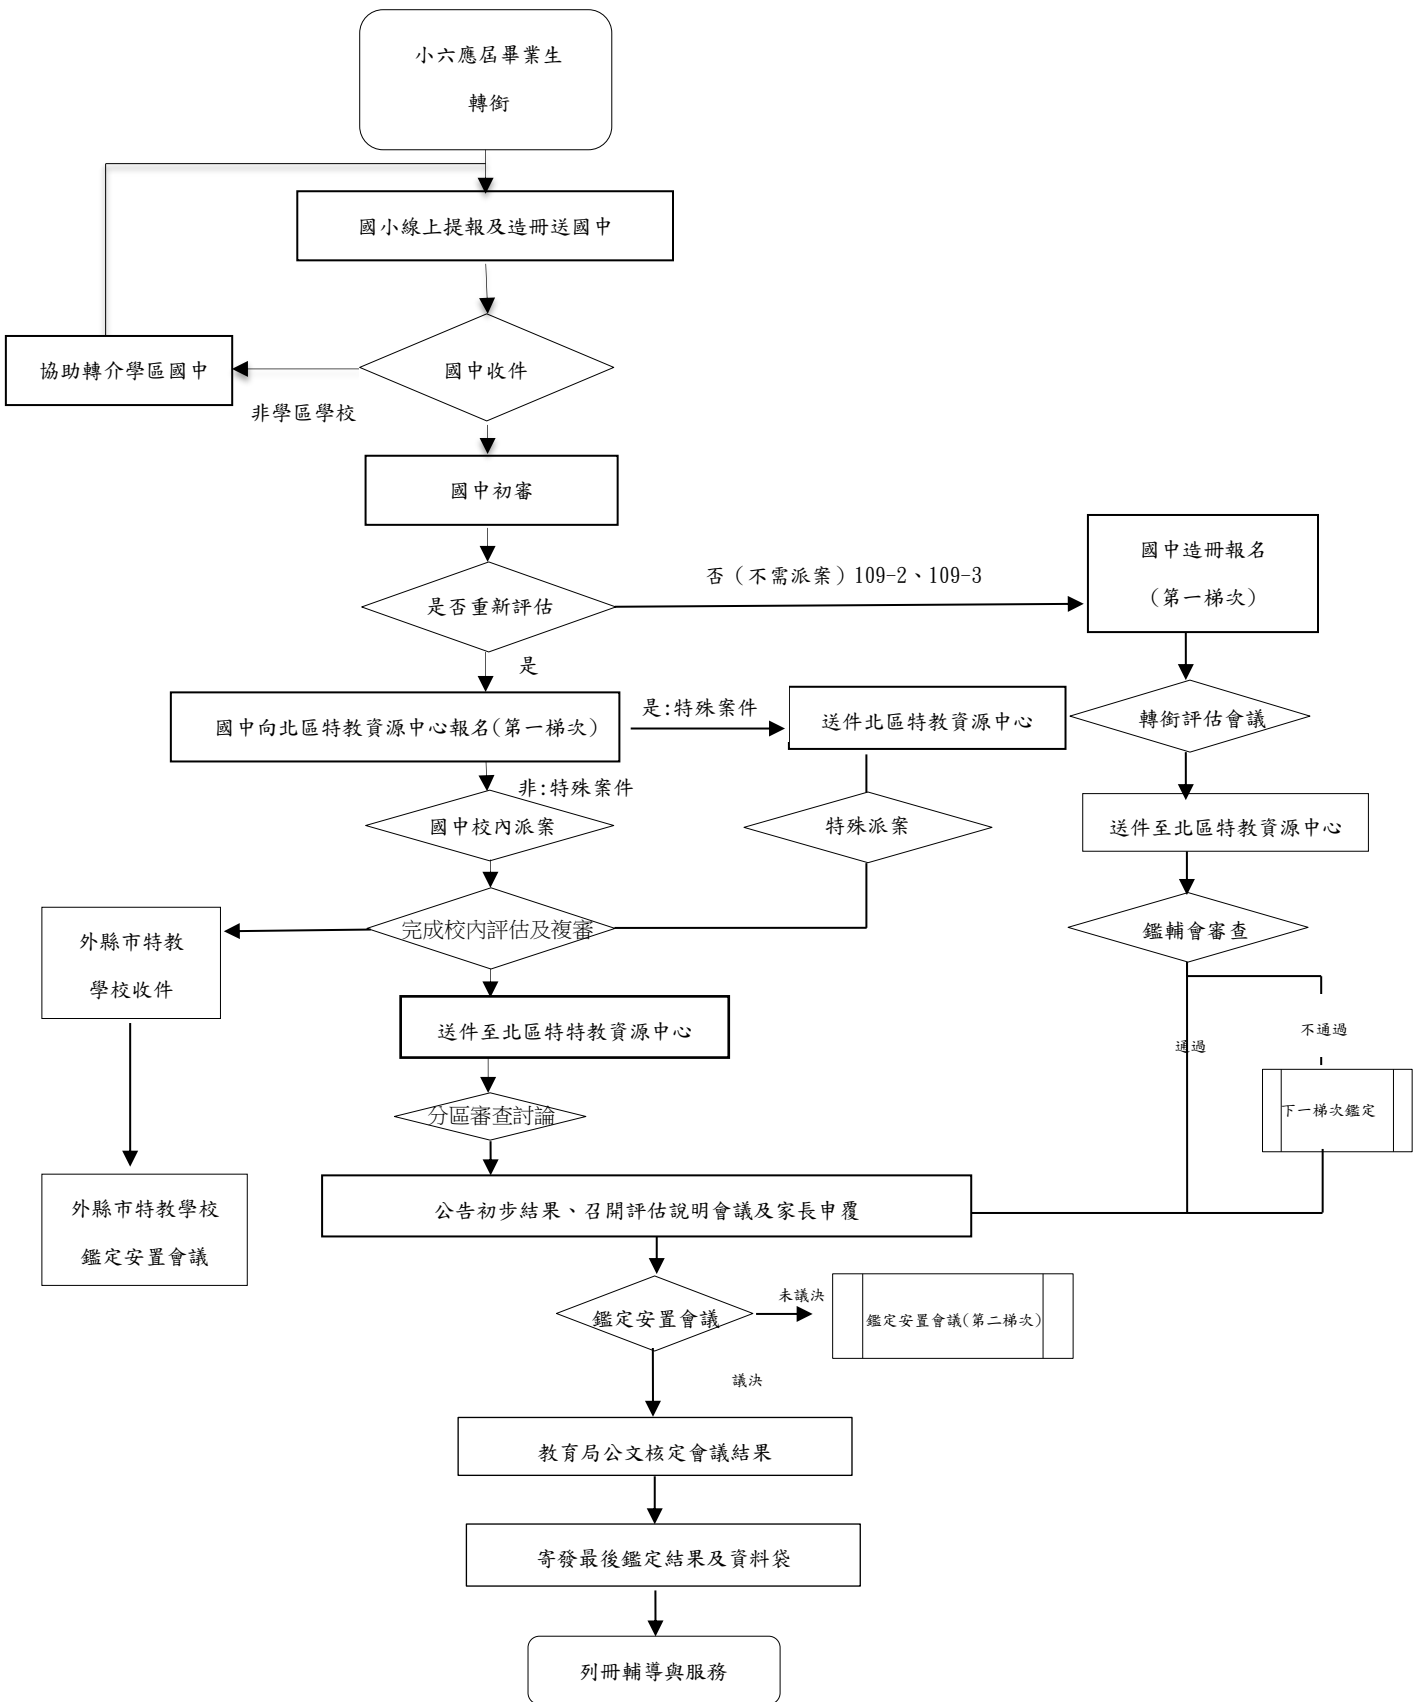 小六應屆畢業生
轉銜
國小線上提報及造冊送國中
協助轉介學區國中
國中收件
非學區學校
國中初審
國中造冊報名
（第一梯次）
否（不需派案）109-2、109-3
是否重新評估
是
國中向北區特教資源中心報名(第一梯次)
是:特殊案件
送件北區特教資源中心
轉銜評估會議
非:特殊案件
國中校內派案
特殊派案
送件至北區特教資源中心
完成校內評估及複審
外縣市特教
學校收件
鑑輔會審查
送件至北區特特教資源中心
通過
不通過
分區審查討論
下一梯次鑑定
外縣市特教學校
鑑定安置會議
公告初步結果、召開評估說明會議及家長申覆
鑑定安置會議
未議決
鑑定安置會議(第二梯次)
議決
教育局公文核定會議結果
寄發最後鑑定結果及資料袋
列冊輔導與服務